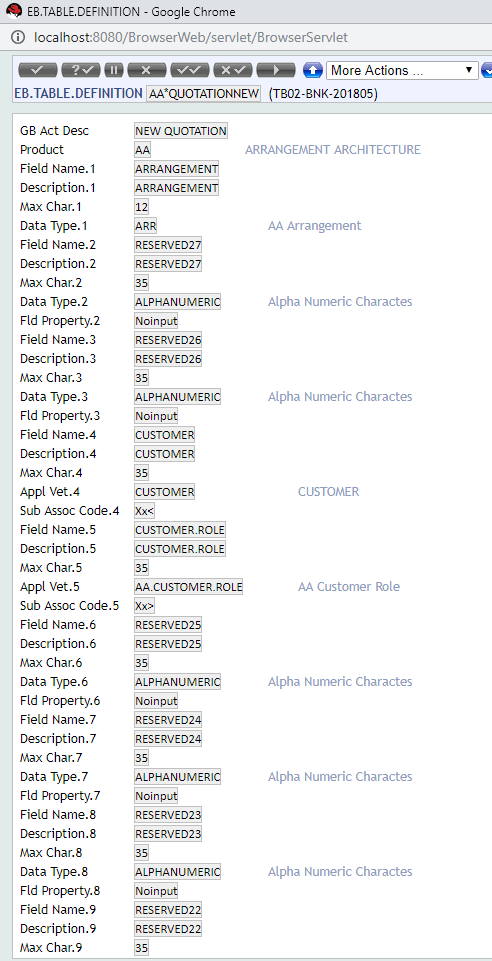 EB.TABLE.DEFINITION - Google Chrome
localhost:8080/BrowserWeb/servlet/BrowserServlet
More Actions ...
EB.TABLE.DEFINITION AA*QUOTATIONNEW (TB02-BNK-201805)
GB Act Desc NEW QUOTATION
Product AA ARRANGEMENT ARCHITECTURE
Field Name.1 ARRANGEMENT
Description.1 ARRANGEMENT
Max Char.1 12
Data Type.1 ARR AA Arrangement
Field Name.2 RESERVED27
Description.2 RESERVED27
Max Char.2 35
Data Type.2 ALPHANUMERIC Alpha Numeric Charactes
Fld Property.2 Noinput
Field Name.3 RESERVED26
Description.3 RESERVED26
Max Char.3 35
Data Type.3 ALPHANUMERIC Alpha Numeric Charactes
Fld Property.3 Noinput
Field Name.4 CUSTOMER
Description.4 CUSTOMER
Max Char.4 35
Appl Vet.4 CUSTOMER CUSTOMER
Sub Assoc Code.4 Xx<
Field Name.5 CUSTOMER.ROLE
Description.5 CUSTOMER.ROLE
Max Char.5 35
Appl Vet.5 AA.CUSTOMER.ROLE AA Customer Role
Sub Assoc Code.5 Xx>
Field Name.6 RESERVED25
Description.6 RESERVED25
Max Char.6 35
Data Type.6 ALPHANUMERIC Alpha Numeric Charactes
Fld Property.6 Noinput
Field Name.7 RESERVED24
Description.7 RESERVED24
Max Char.7 35
Data Type.7 ALPHANUMERIC Alpha Numeric Charactes
Fld Property.7 Noinput
Field Name.8 RESERVED23
Description.8 RESERVED23
Max Char.8 35
Data Type.8 ALPHANUMERIC Alpha Numeric Charactes
Fld Property.8 Noinput
Field Name.9 RESERVED22
Description.9 RESERVED22
Max Char.9 35